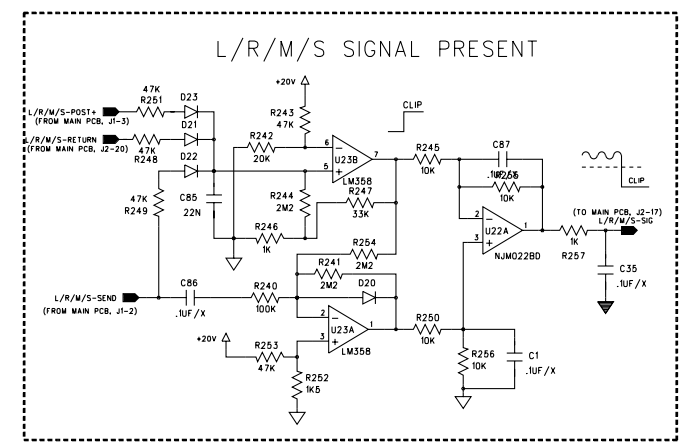 L/R/M/S SIGNAL PRESENT
+20V
47K
R251
D23
L/R/M/S-POST+
(FROM MAIN PCB, J1-3)
D21
L/R/M/S-RETURN
(FROM MAIN PCB, J2-20)
47K
R248
D22
47K
R249
C85
22N
R243
47K
R242
20K
6
5
7
U23B
LM358
CLIP
R244
2M2
R247
33K
R246
1K
R245
10K
C87
.1UF/X
10K
2
3
1
U22A
NJM022BD
CLIP
(TO MAIN PCB, J2-17)
L/R/M/S-SIG
1K
R257
C35
.1UF/X
R254
2M2
R241
2M2
D20
L/R/M/S-SEND
(FROM MAIN PCB, J1-2)
C86
.1UF/X
R240
100K
2
3
1
U23A
LM358
+20V
R253
47K
R252
1K5
R250
10K
R256
10K
C1
.1UF/X